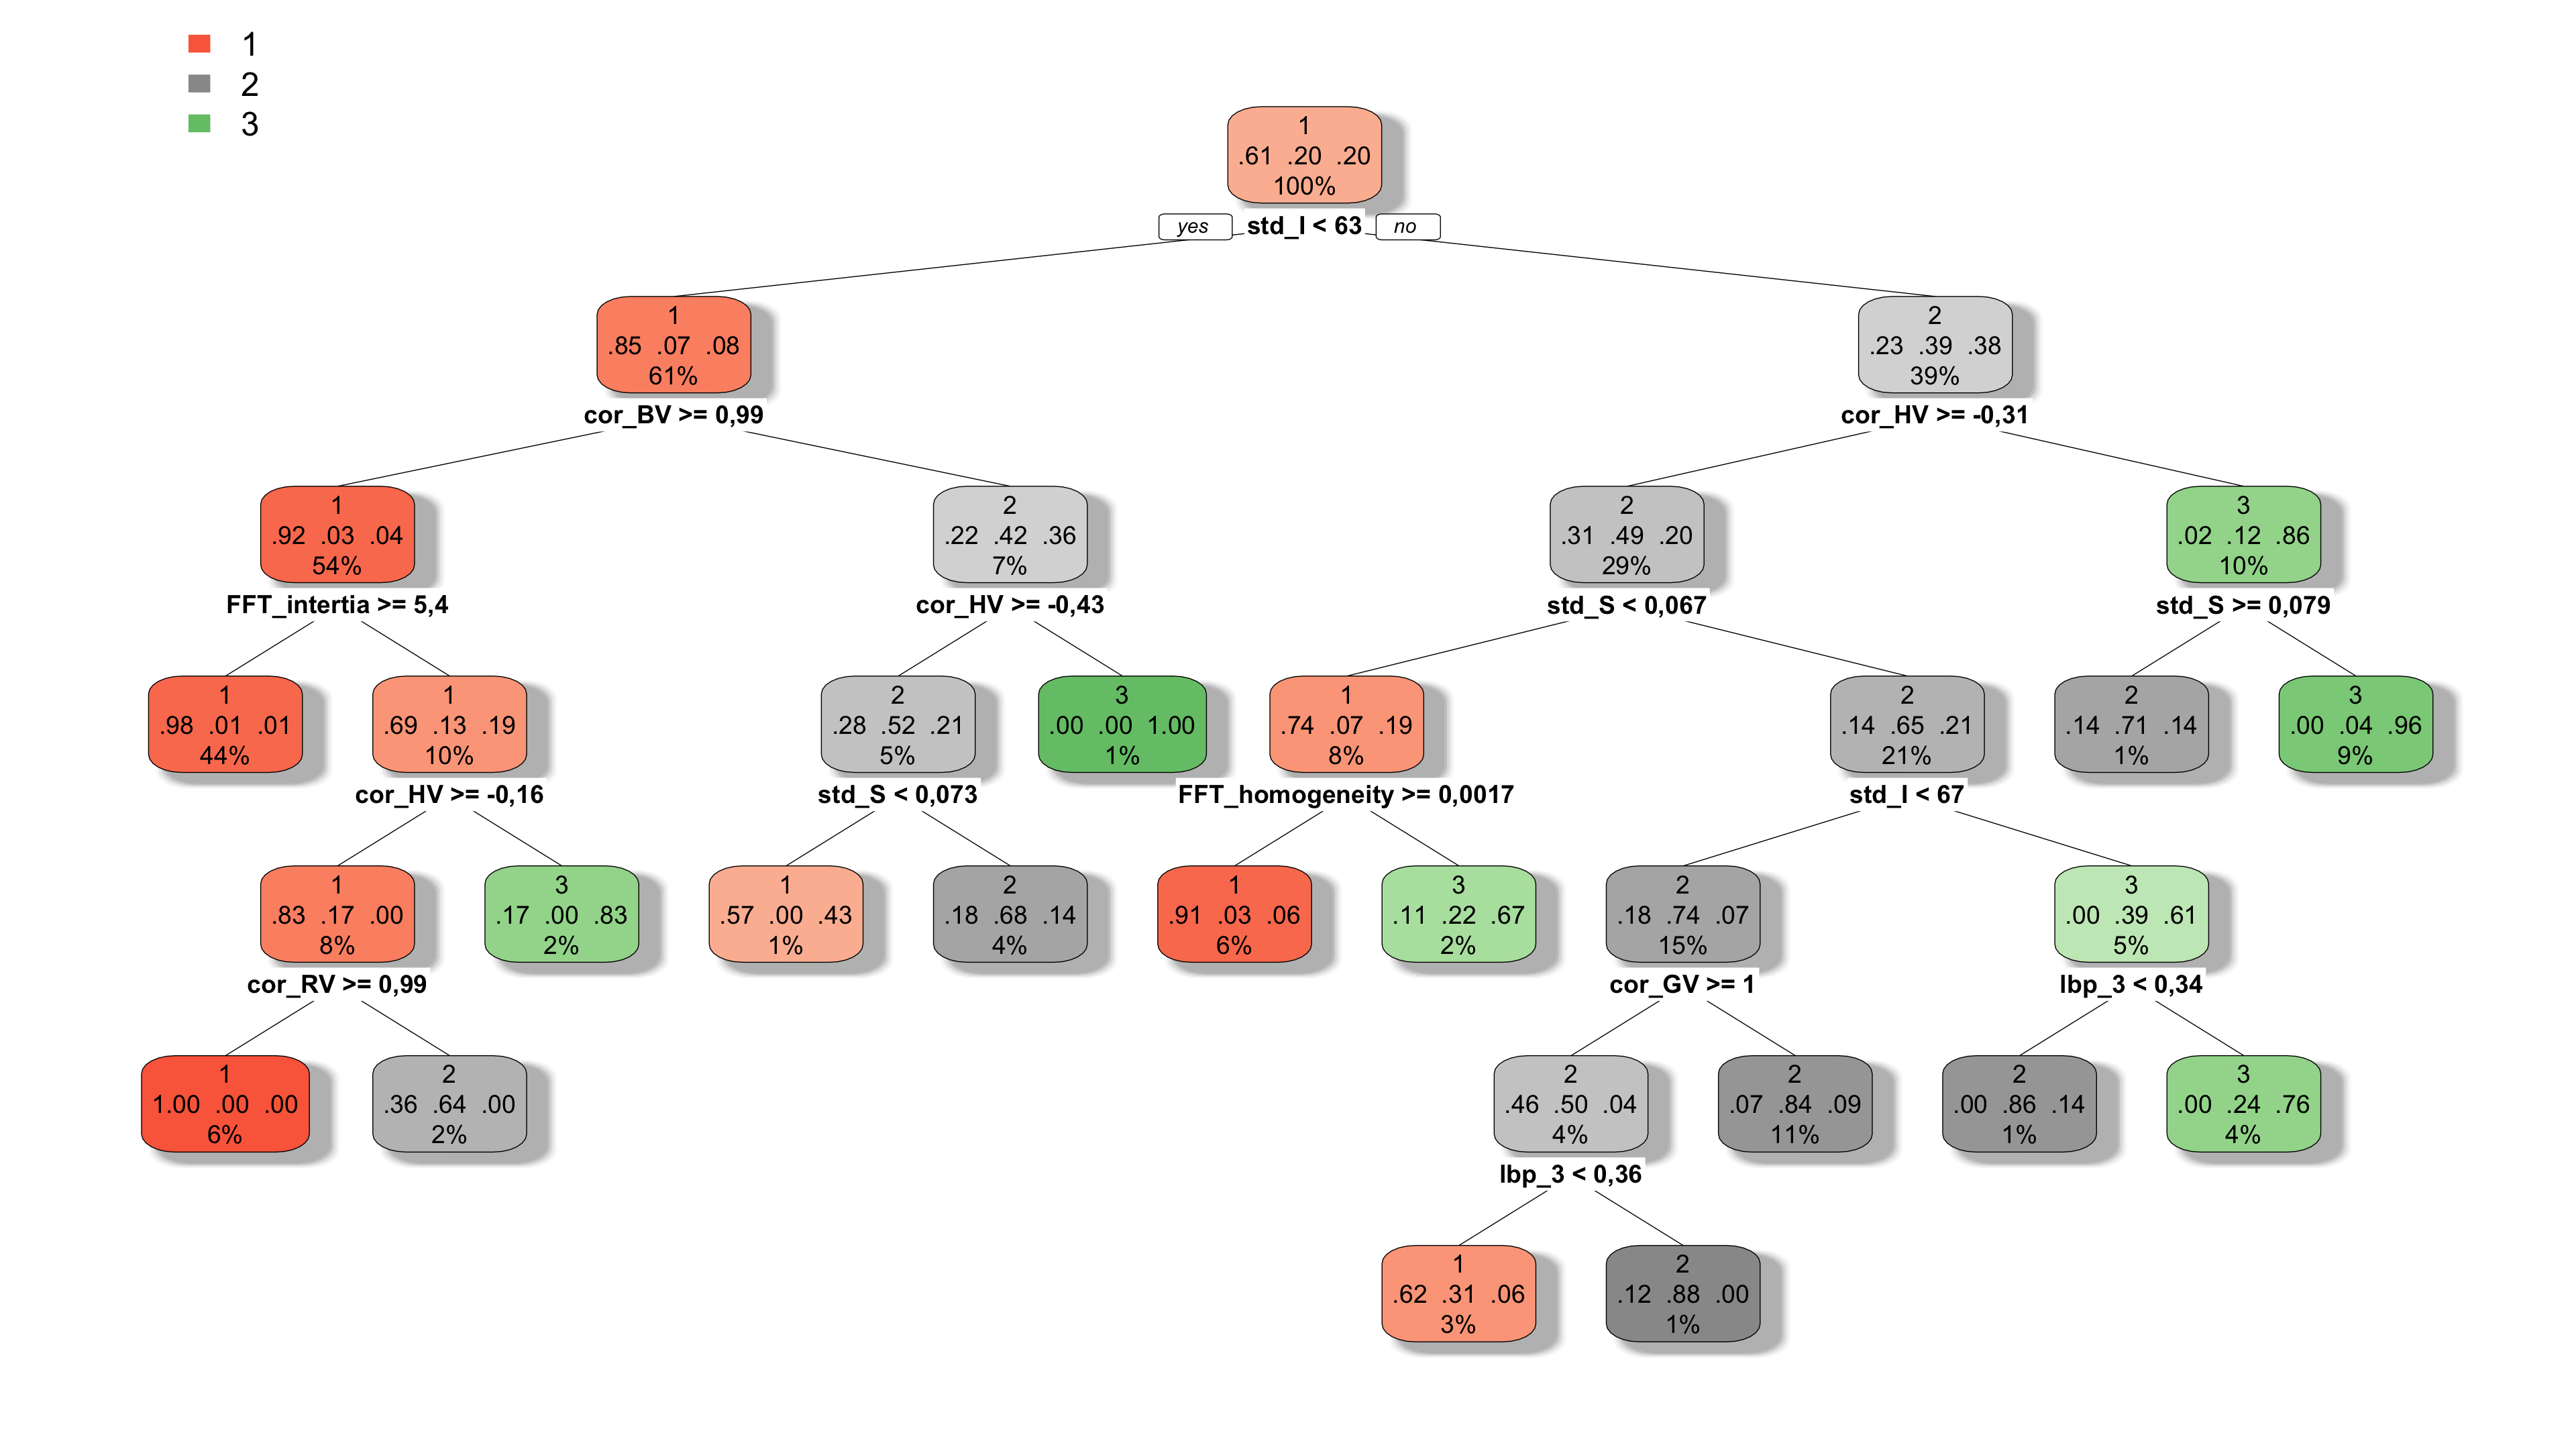 1
2
3
1
.61 .20 .20
100%
yes std_I < 63 no
1
.85 .07 .08
61%
cor_BV >= 0,99
2
.23 .39 .38
39%
cor_HV >= -0,31
1
.92 .03 .04
54%
FFT_intertia >= 5,4
2
.22 .42 .36
7%
cor_HV >= -0,43
2
.31 .49 .20
29%
std_S < 0,067
3
.02 .12 .86
10%
std_S >= 0,079
1
.98 .01 .01
44%
1
.69 .13 .19
10%
cor_HV >= -0,16
2
.28 .52 .21
5%
std_S < 0,073
3
.00 .00 1.00
1%
1
.74 .07 .19
8%
FFT_homogeneity >= 0,0017
2
.14 .65 .21
21%
std_I < 67
2
.14 .71 .14
1%
3
.00 .04 .96
9%
1
.83 .17 .00
8%
cor_RV >= 0,99
3
.17 .00 .83
2%
1
.57 .00 .43
1%
2
.18 .68 .14
4%
1
.91 .03 .06
6%
3
.11 .22 .67
2%
2
.18 .74 .07
15%
cor_GV >= 1
3
.00 .39 .61
5%
lbp_3 < 0,34
1
1.00 .00 .00
6%
2
.36 .64 .00
2%
2
.46 .50 .04
4%
lbp_3 < 0,36
2
.07 .84 .09
11%
2
.00 .86 .14
1%
3
.00 .24 .76
4%
1
.62 .31 .06
3%
2
.12 .88 .00
1%